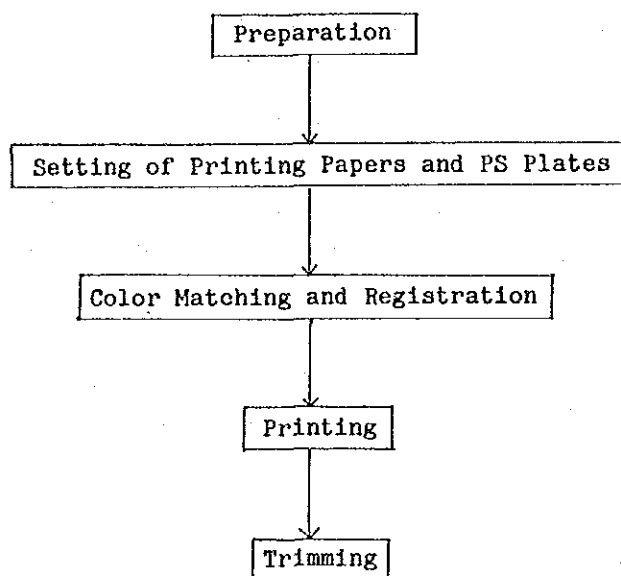 Preparation
Setting of Printing Papers and PS Plates
Color Matching and Registration
Printing
Trimming